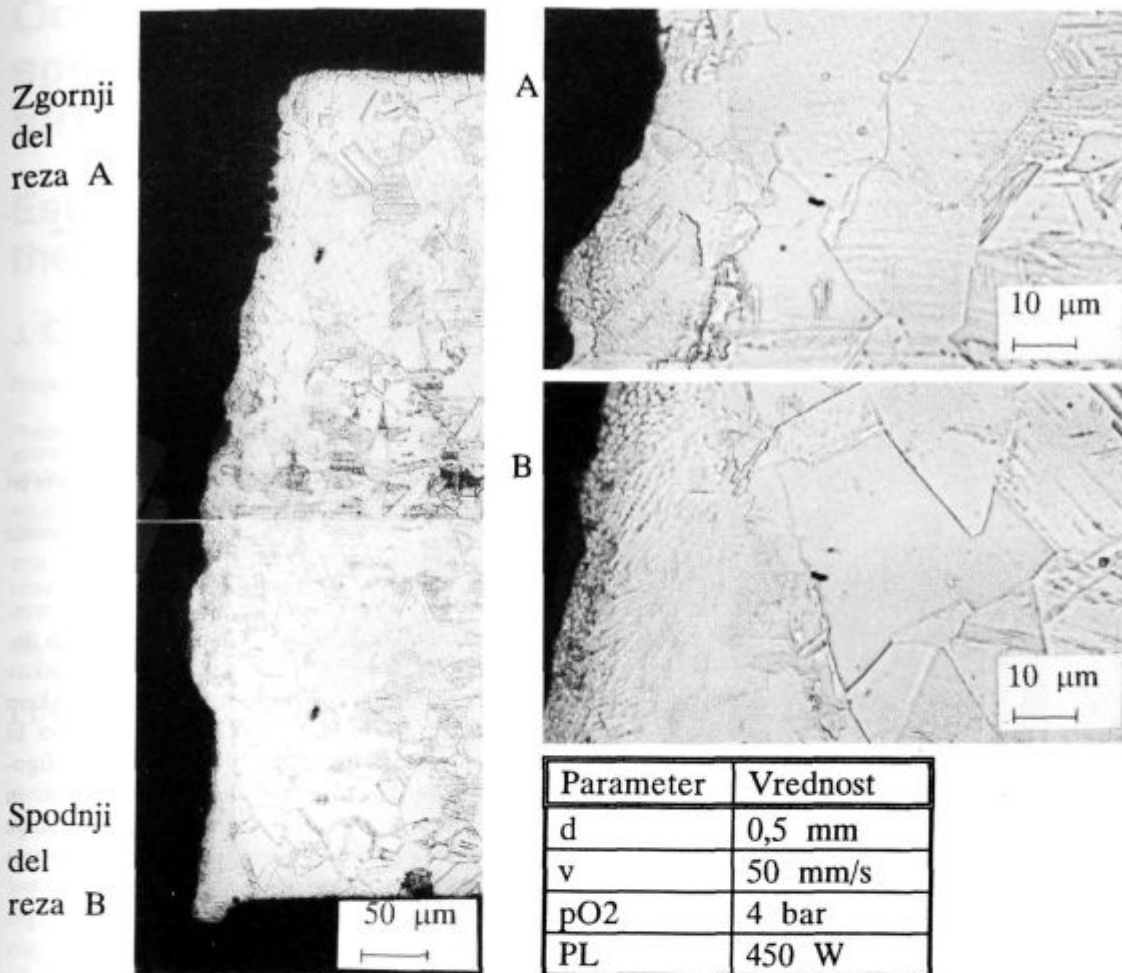 Zgornji
del
reza A
Spodnji
del
reza B
50 μm
A
10 μm
B
10 μm
Parameter Vrednost
d 0,5 mm
v 50 mm/s
pO2 4 bar
PL 450 W